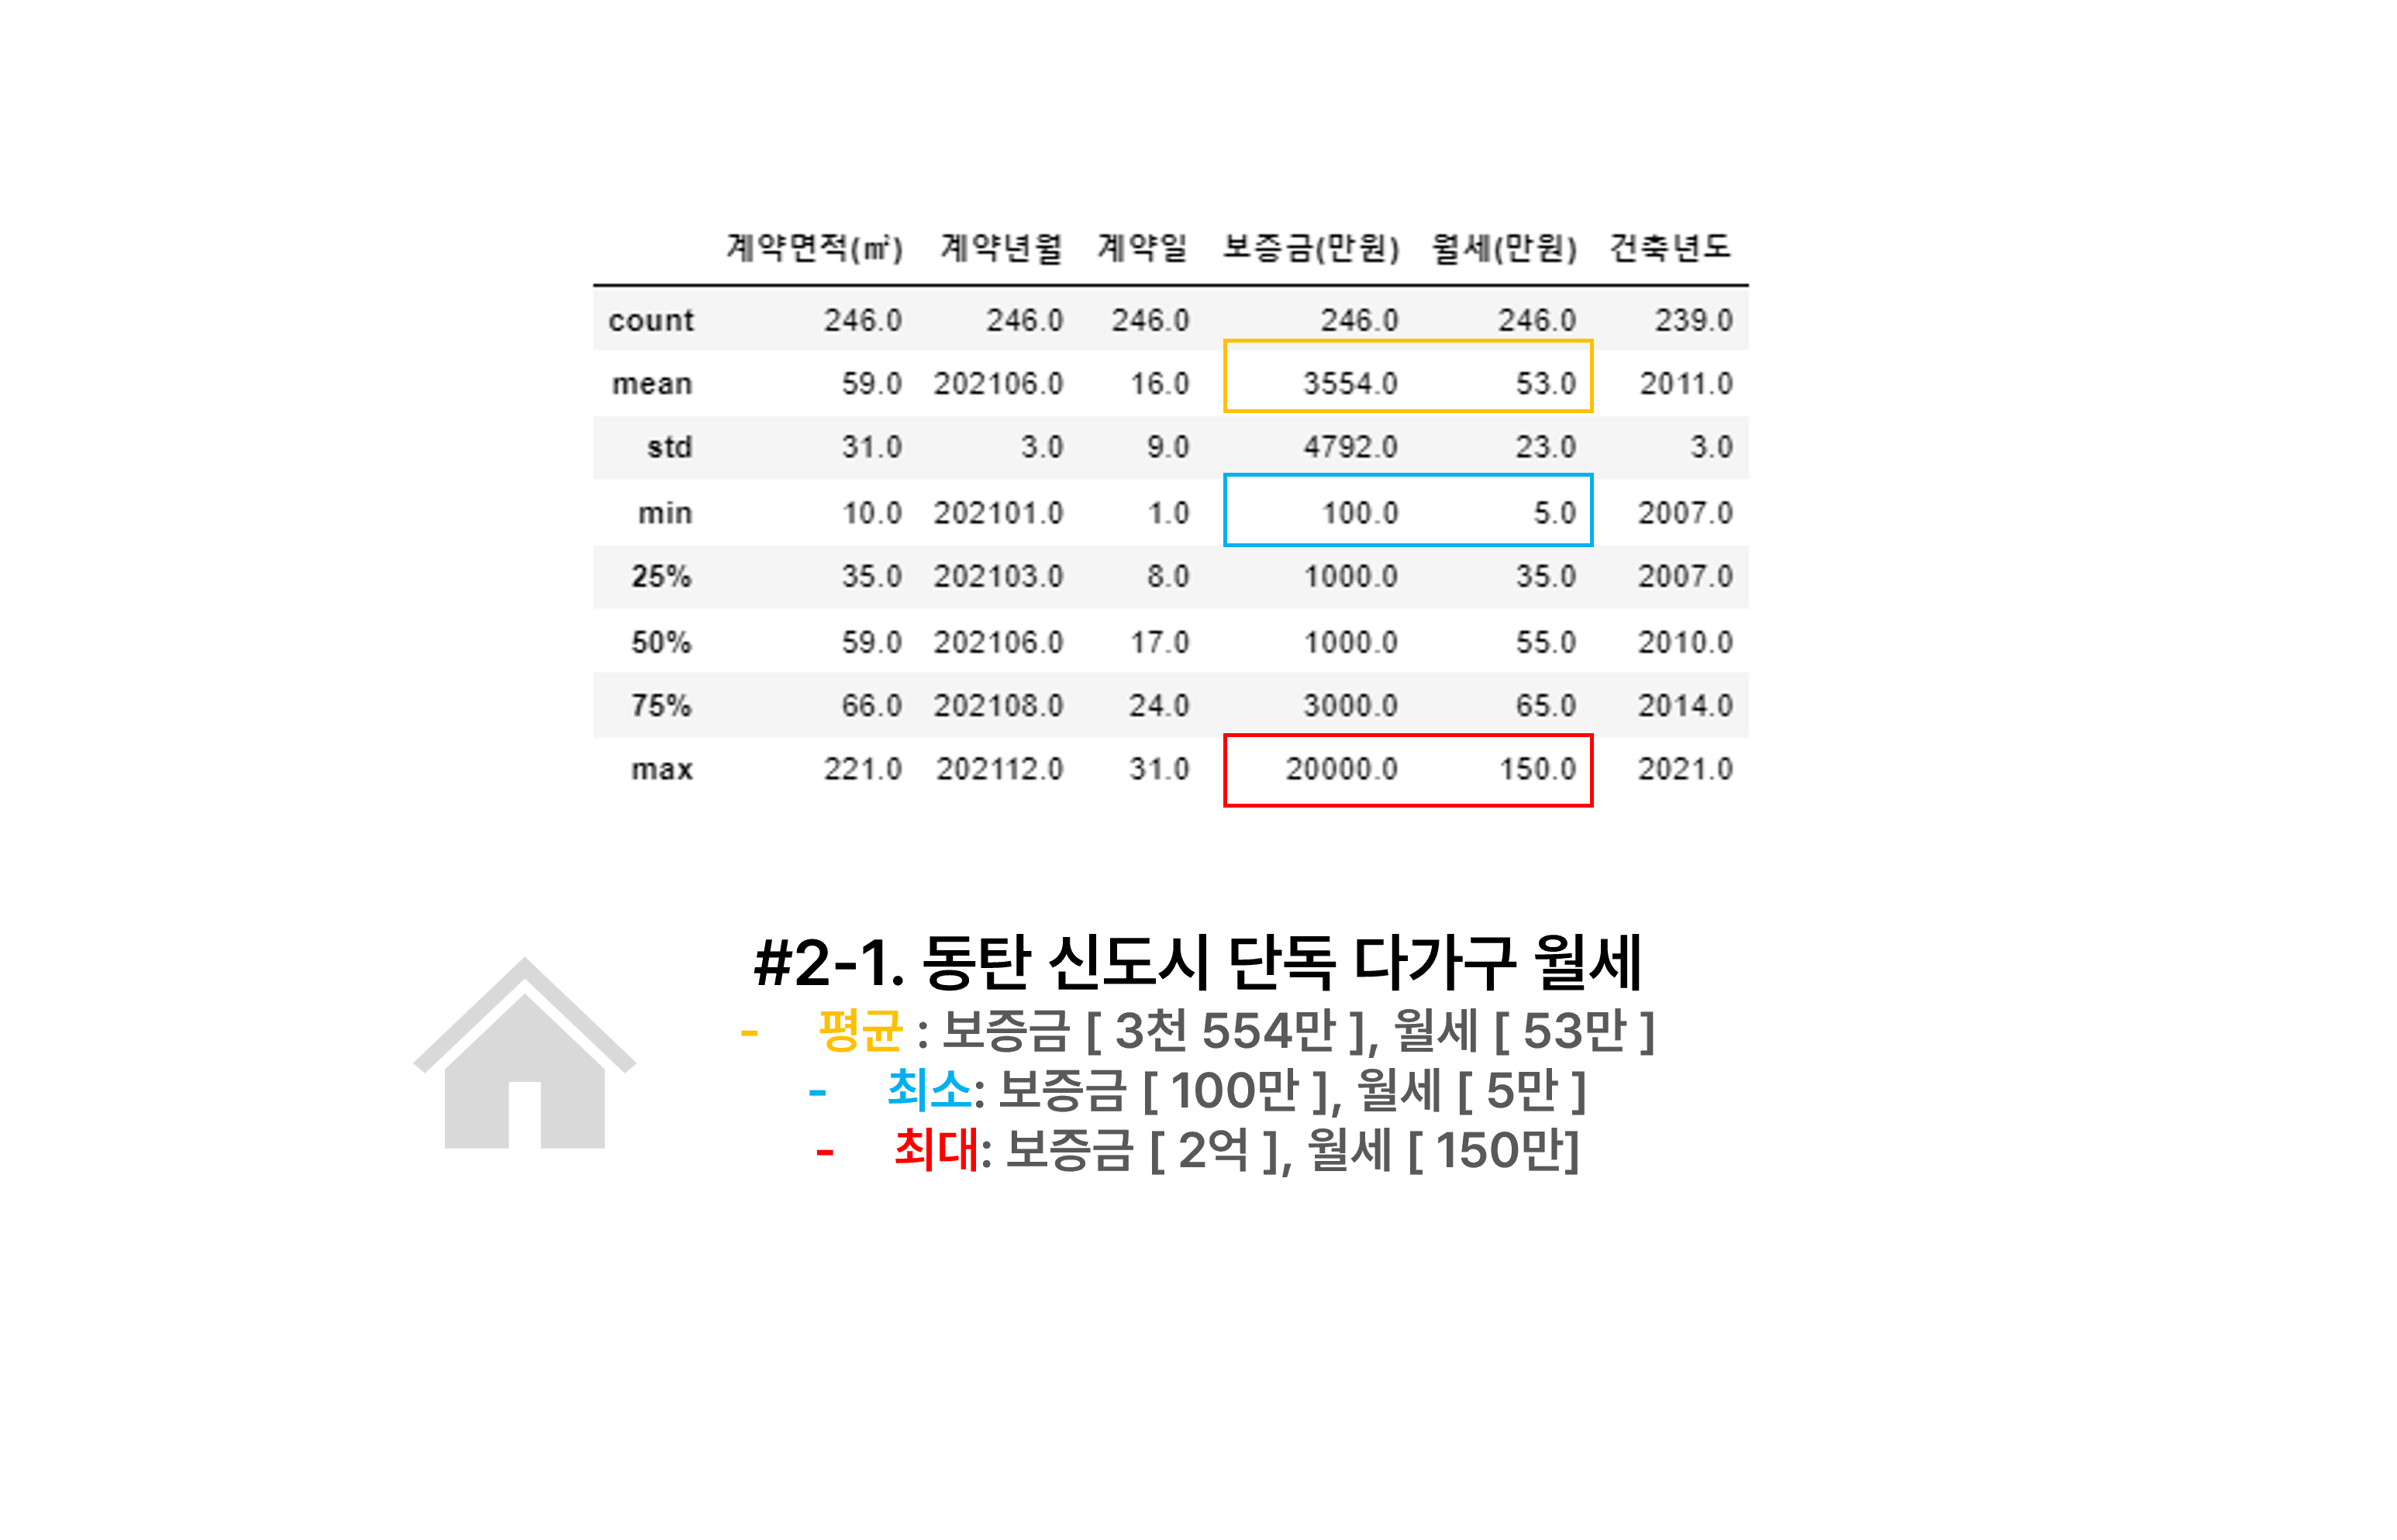 계약면적(㎡) 계약년월 계약일 보증금(만원) 월세(만원) 건축년도
count 246.0 246.0 246.0 246.0 246.0 239.0
mean 59.0 202106.0 16.0 3554.0 53.0 2011.0
std 31.0 3.0 9.0 4792.0 23.0 3.0
min 10.0 202101.0 1.0 100.0 5.0 2007.0
25% 35.0 202103.0 8.0 1000.0 35.0 2007.0
50% 59.0 202106.0 17.0 1000.0 55.0 2010.0
75% 66.0 202108.0 24.0 3000.0 65.0 2014.0
max 221.0 202112.0 31.0 20000.0 150.0 2021.0
#2-1. 동탄 신도시 단독 다가구 월세
- 평균 : 보증금 [ 3천 554만 ], 월세 [ 53만 ]
- 최소: 보증금 [ 100만 ], 월세 [ 5만 ]
- 최대: 보증금 [ 2억 ], 월세 [ 150만]